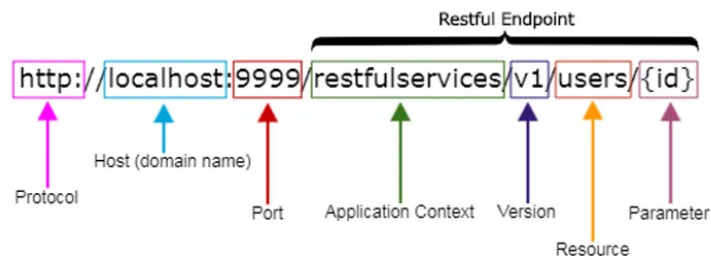 Restful Endpoint
http://localhost:9999/restfulservices/v1/users/{id}
Host (domain name)
Protocol
Port
Application Context
Version
Parameter
Resource